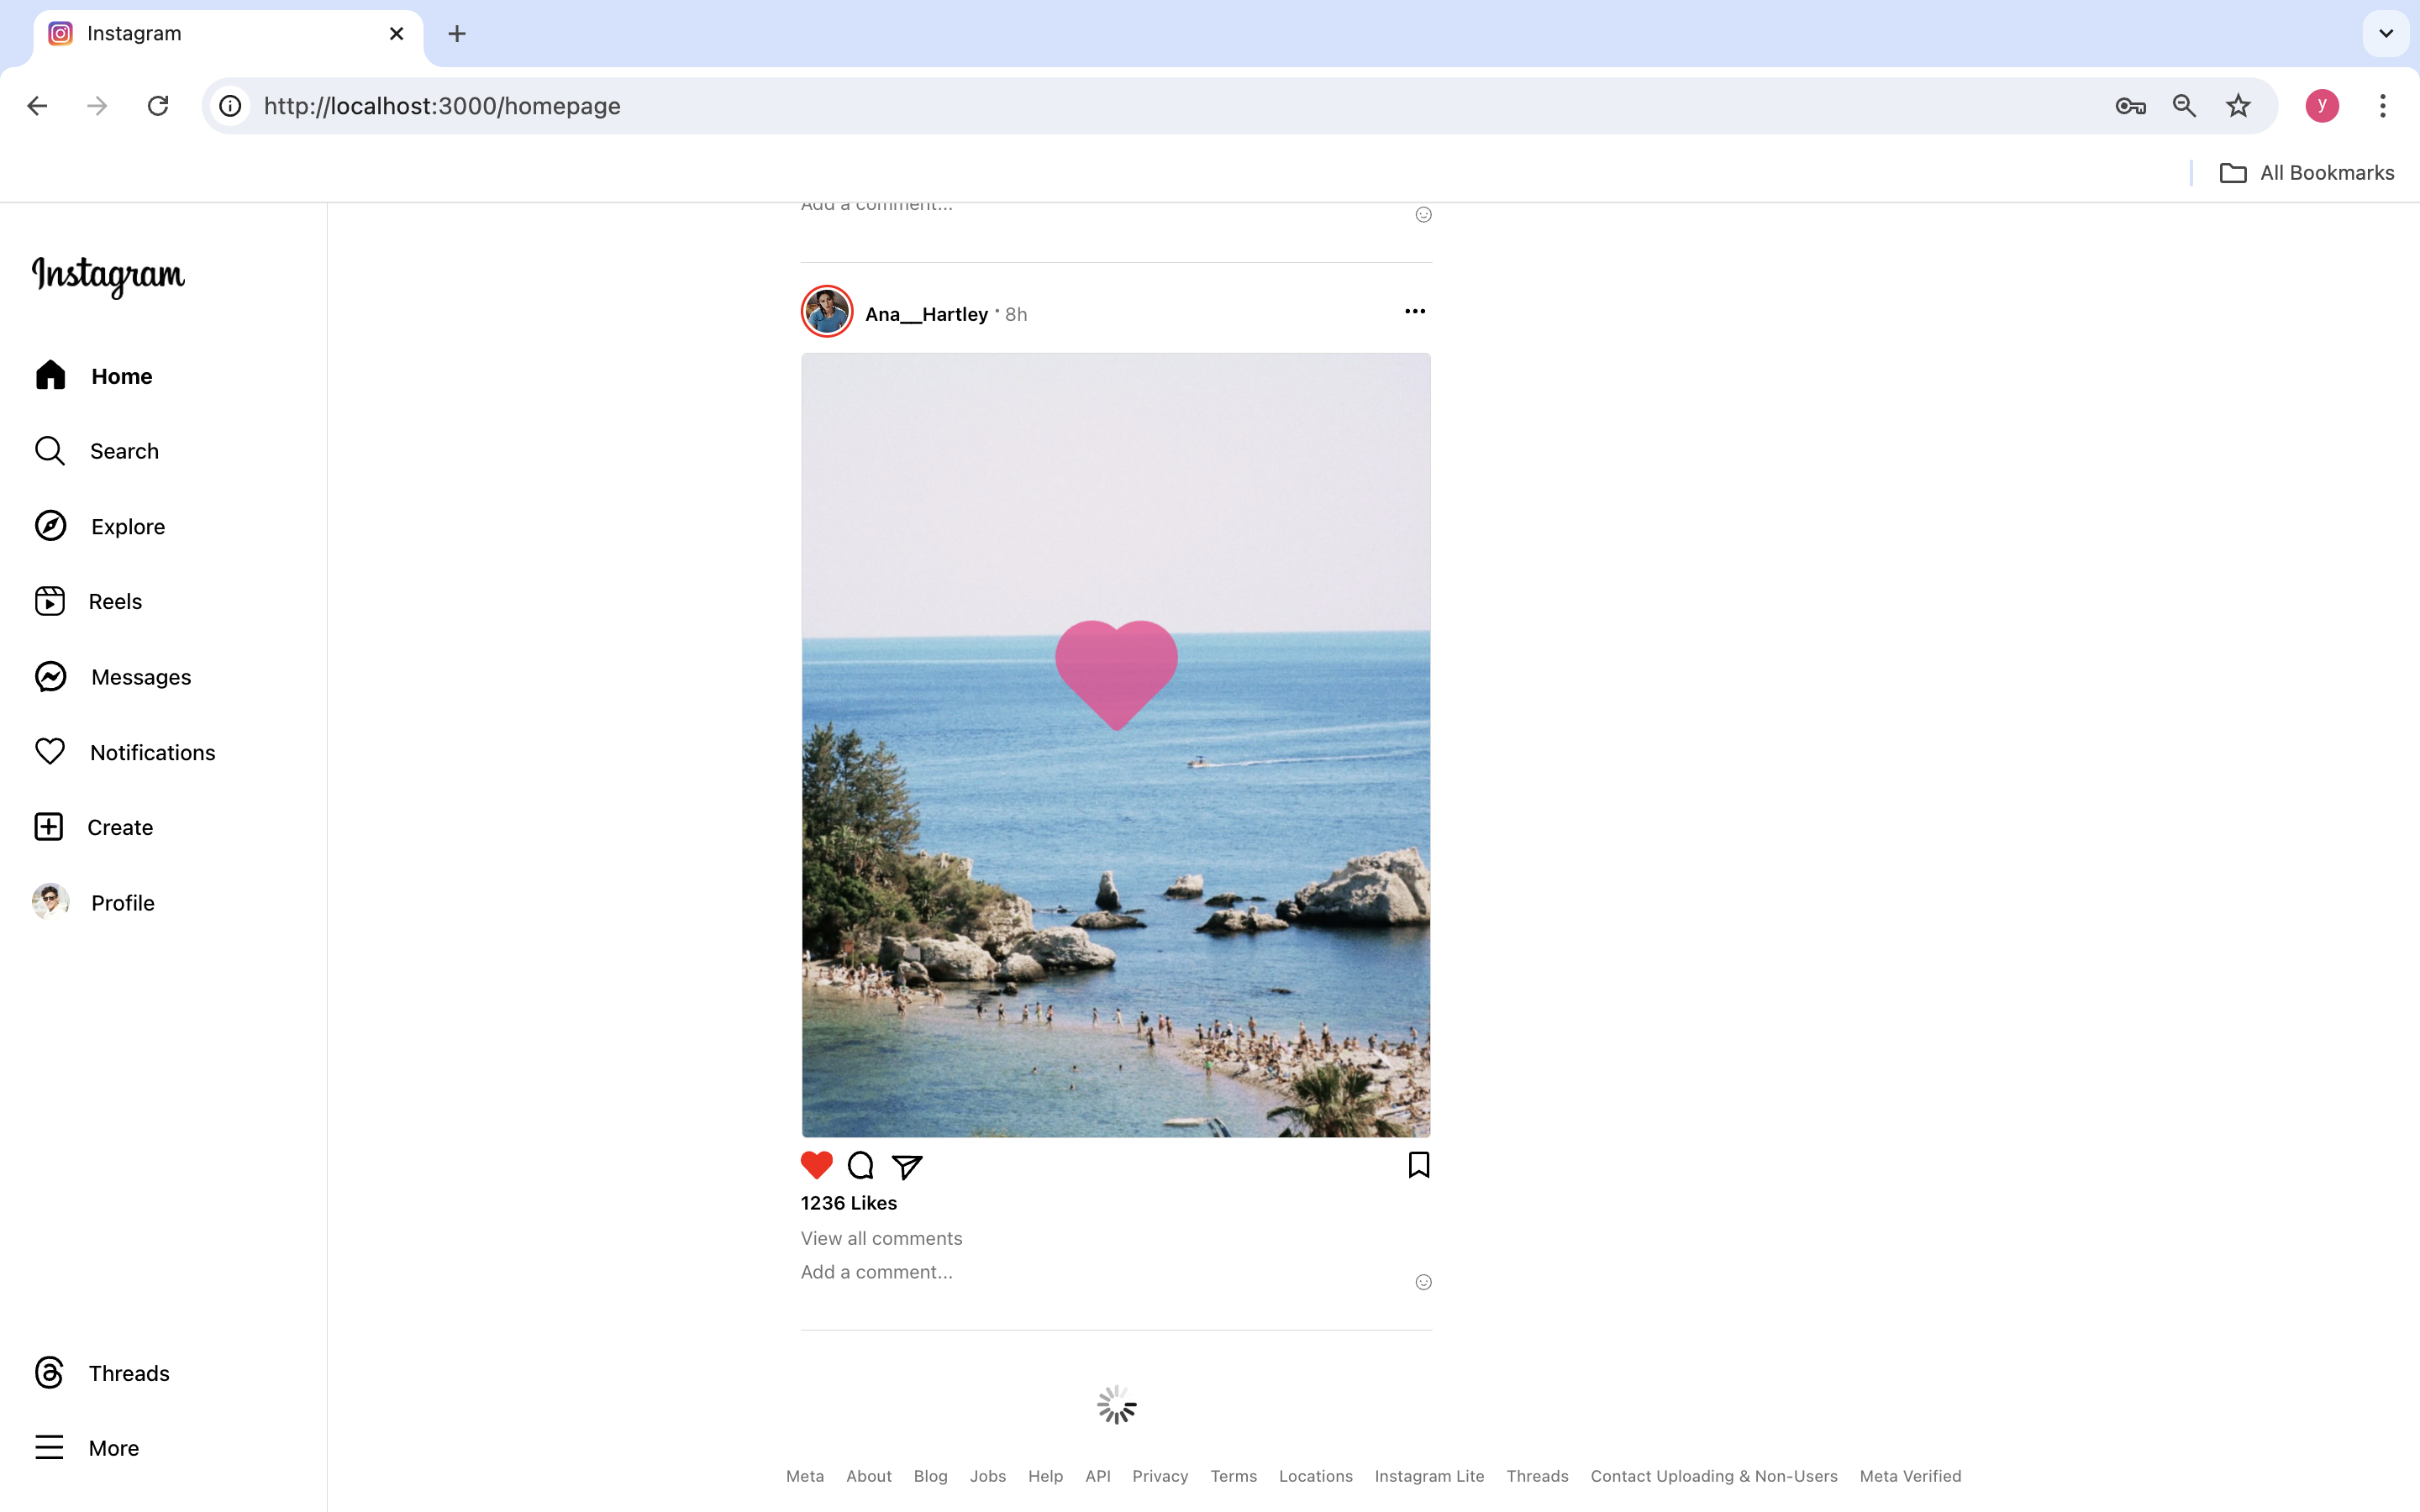 Instagram
http://localhost:3000/homepage
y
All Bookmarks
Instagram
Home
Search
Explore
Reels
Messages
Notifications
Create
Profile
Threads
More
Add a comment...
Ana__Hartley • 8h
1236 Likes
View all comments
Add a comment...
Meta About Blog Jobs Help API Privacy Terms Locations Instagram Lite Threads Contact Uploading & Non-Users Meta Verified